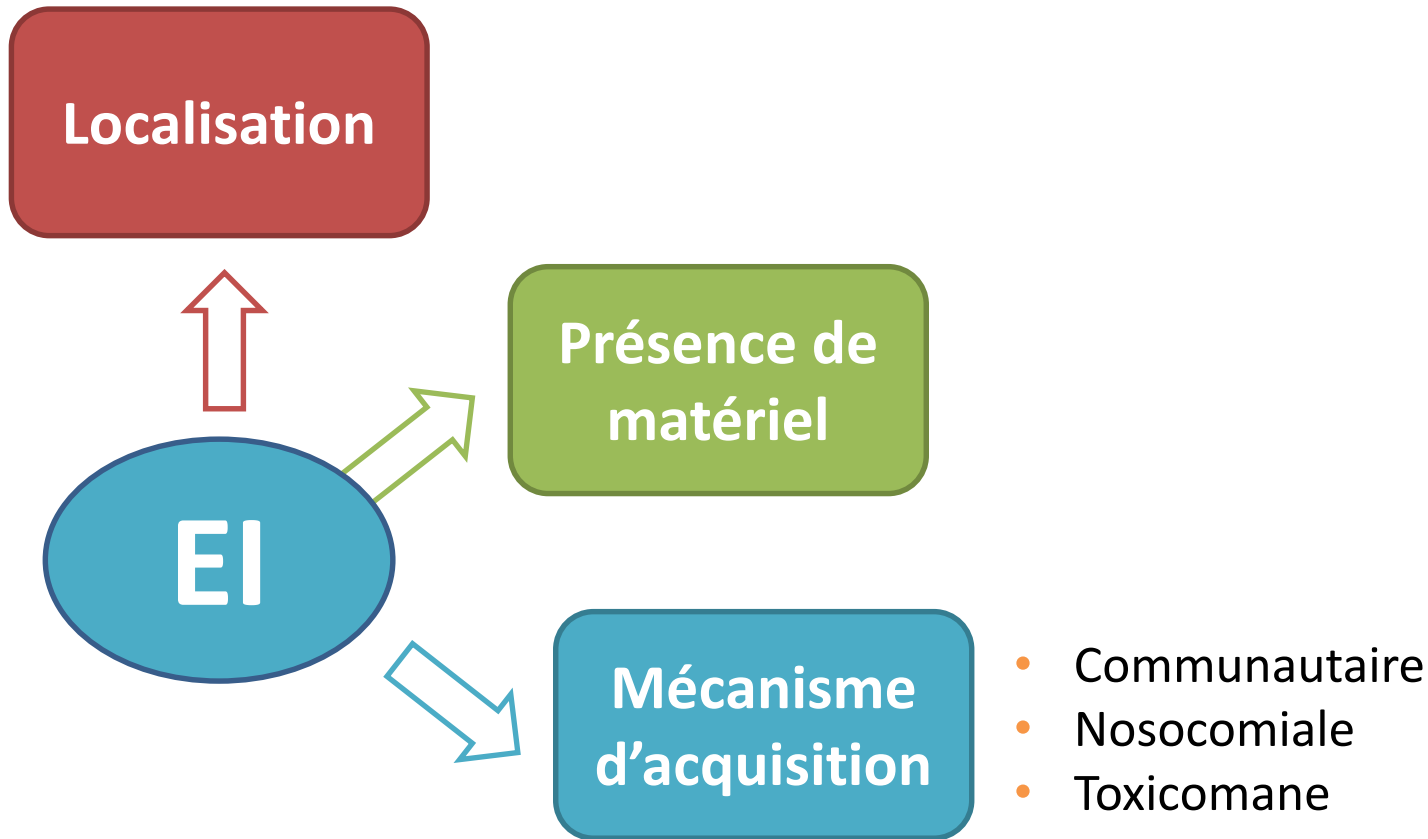 Localisation
Présence de
matériel
EI
Mécanisme
d’acquisition
• Communautaire
• Nosocomiale
• Toxicomane